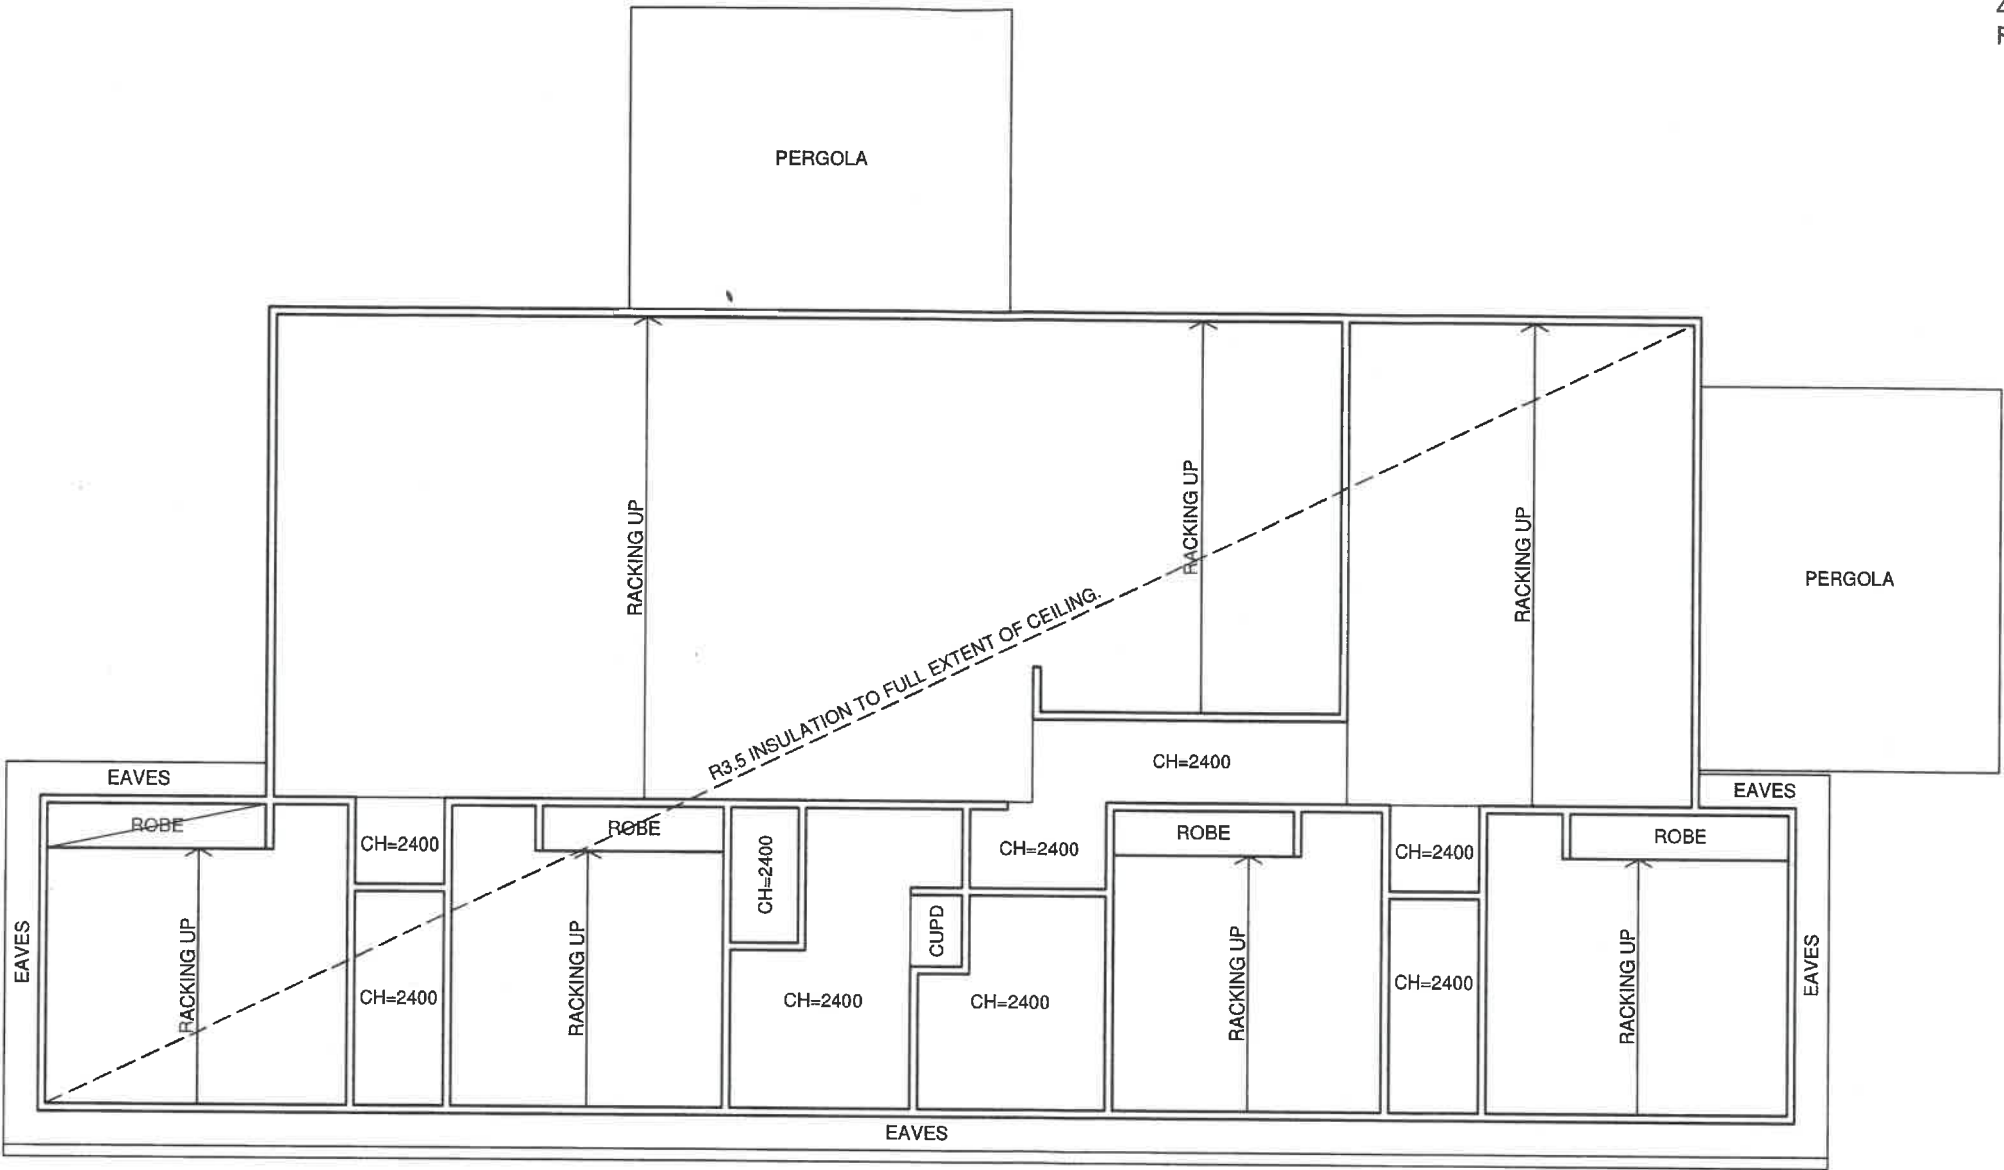 PERGOLA
RACKING UP
RACKING UP
RACKING UP
PERGOLA
R3.5 INSULATION TO FULL EXTENT OF CEILING.
CH=2400
EAVES
EAVES
ROBE
CH=2400
ROBE
CH=2400
CH=2400
ROBE
CH=2400
ROBE
EAVES
RACKING UP
CH=2400
RACKING UP
CH=2400
CUPD
CH=2400
RACKING UP
CH=2400
RACKING UP
EAVES
EAVES